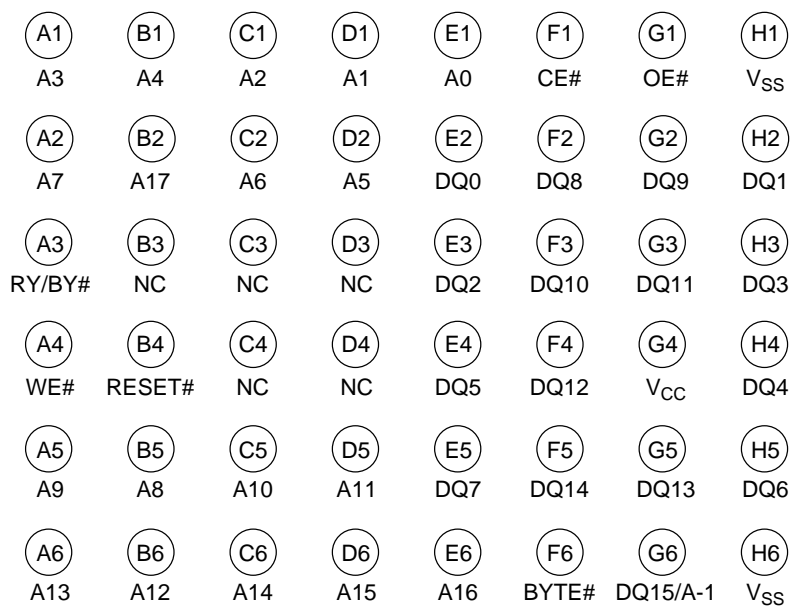 A1 B1 C1 D1 E1 F1 G1 H1
A3 A4 A2 A1 A0 CE# OE# VSS
A2 B2 C2 D2 E2 F2 G2 H2
A7 A17 A6 A5 DQ0 DQ8 DQ9 DQ1
A3 B3 C3 D3 E3 F3 G3 H3
RY/BY# NC NC NC DQ2 DQ10 DQ11 DQ3
A4 B4 C4 D4 E4 F4 G4 H4
WE# RESET# NC NC DQ5 DQ12 VCC DQ4
A5 B5 C5 D5 E5 F5 G5 H5
A9 A8 A10 A11 DQ7 DQ14 DQ13 DQ6
A6 B6 C6 D6 E6 F6 G6 H6
A13 A12 A14 A15 A16 BYTE# DQ15/A-1 VSS